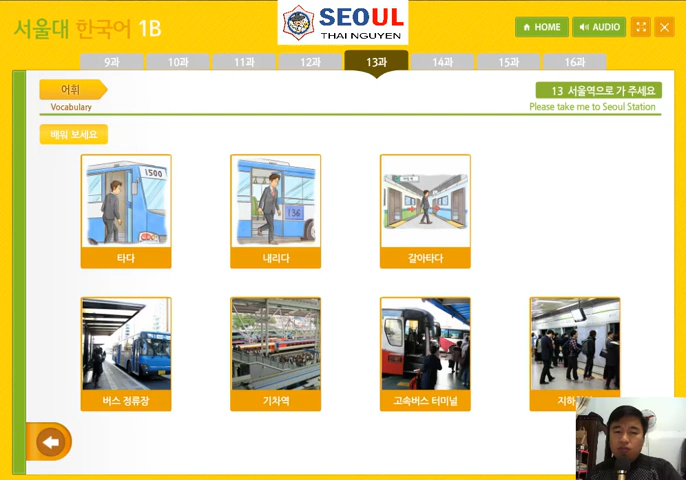 서울대 한국어 1B
SEOUL
THAI NGUYEN
HOME
AUDIO
9과
10과
11과
12과
13과
14과
15과
16과
어휘
Vocabulary
13 서울역으로 가 주세요
Please take me to Seoul Station
배워 보세요
1500
136
타다
내리다
갈아타다
버스 정류장
기차역
고속버스 터미널